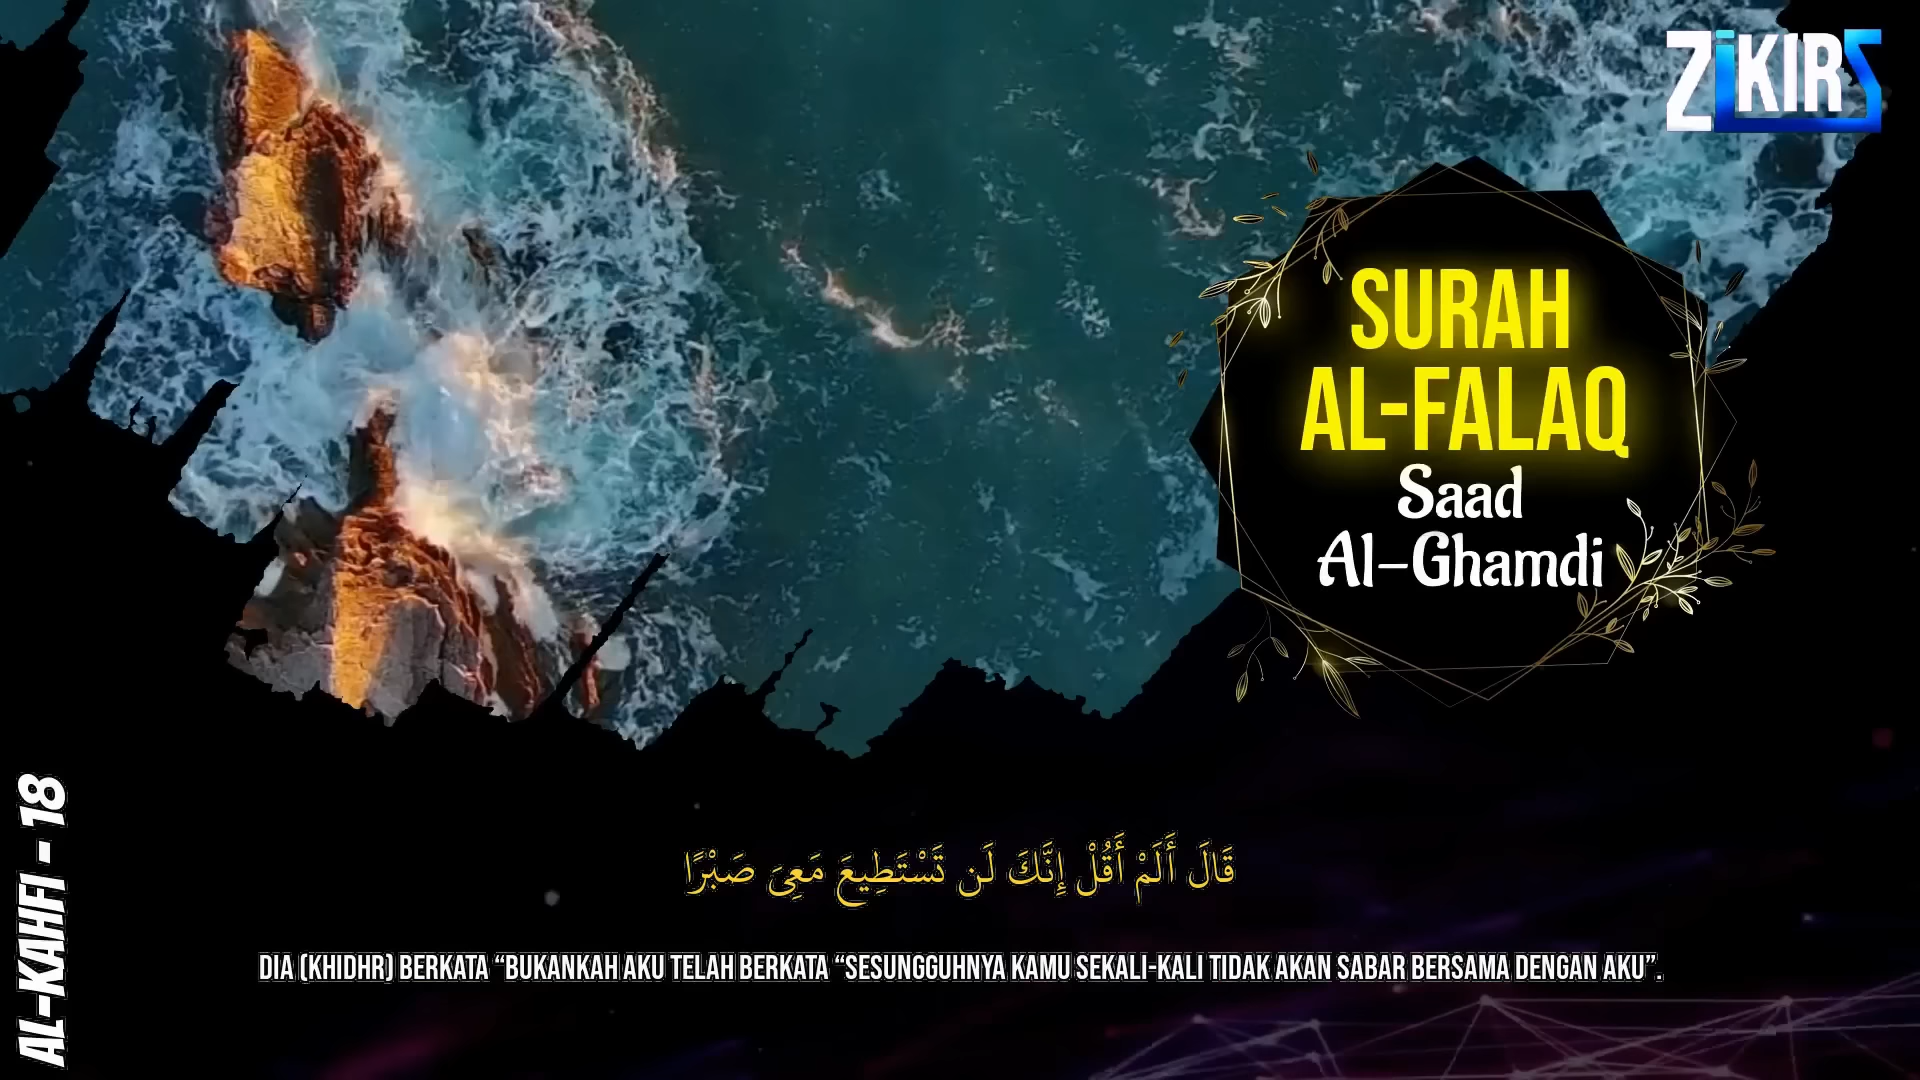 ZiKIRS
SURAH
AL-FALAQ
Saad
Al-Ghamdi
قَالَ أَلَمْ أَقُلْ إِنَّكَ لَن تَسْتَطِيعَ مَعِىَ صَبْرًا
DIA (KHIDHR) BERKATA “BUKANKAH AKU TELAH BERKATA “SESUNGGUHNYA KAMU SEKALI-KALI TIDAK AKAN SABAR BERSAMA DENGAN AKU”.
AL-KAHFI - 18